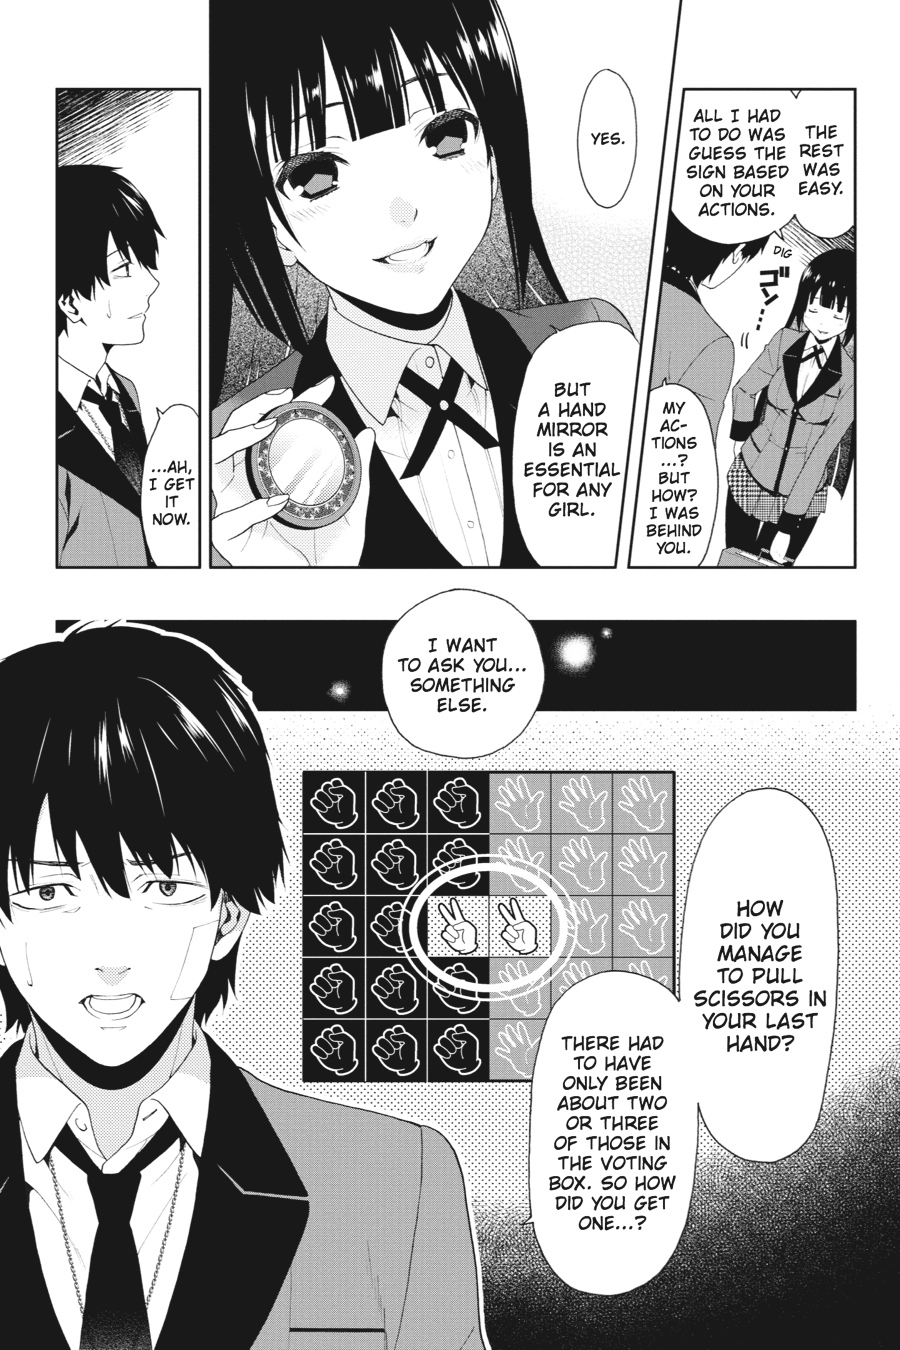 THE
REST
WAS
EASY.
ALL I HAD
TO DO WAS
GUESS THE
SIGN BASED
ON YOUR
ACTIONS.
DIG
ゴソ…
MY
AC-
TIONS
...?
BUT
HOW?
I WAS
BEHIND
YOU.
YES.
BUT
A HAND
MIRROR
IS AN
ESSENTIAL
FOR ANY
GIRL.
...AH,
I GET
IT
NOW.
I WANT
TO ASK YOU...
SOMETHING
ELSE.
HOW
DID YOU
MANAGE
TO PULL
SCISSORS IN
YOUR LAST
HAND?
THERE HAD
TO HAVE
ONLY BEEN
ABOUT TWO
OR THREE
OF THOSE IN
THE VOTING
BOX. SO HOW
DID YOU GET
ONE...?